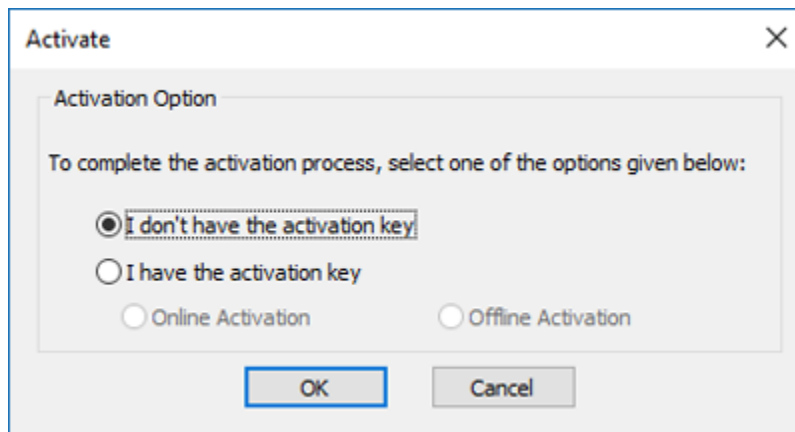 Activate
Activation Option
To complete the activation process, select one of the options given below:
I don't have the activation key
I have the activation key
Online Activation Offline Activation
OK Cancel